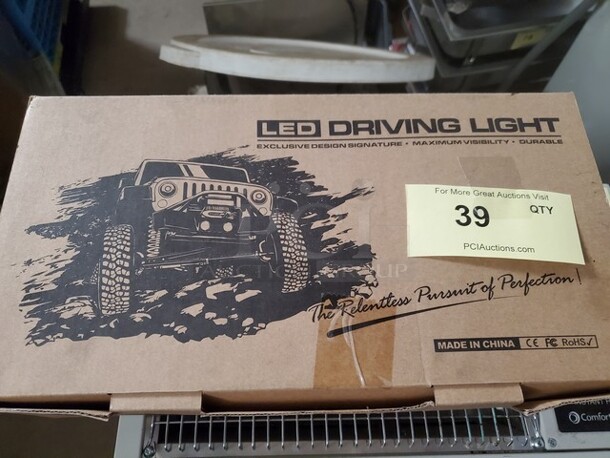 LED DRIVING LIGHT
EXCLUSIVE DESIGN SIGNATURE • MAXIMUM VISIBILITY • DURABLE
For More Great Auctions Visit
39 QTY
PCIAuctions.com
The Relentless Pursuit of Perfection!
MADE IN CHINA CE FC RoHS✓